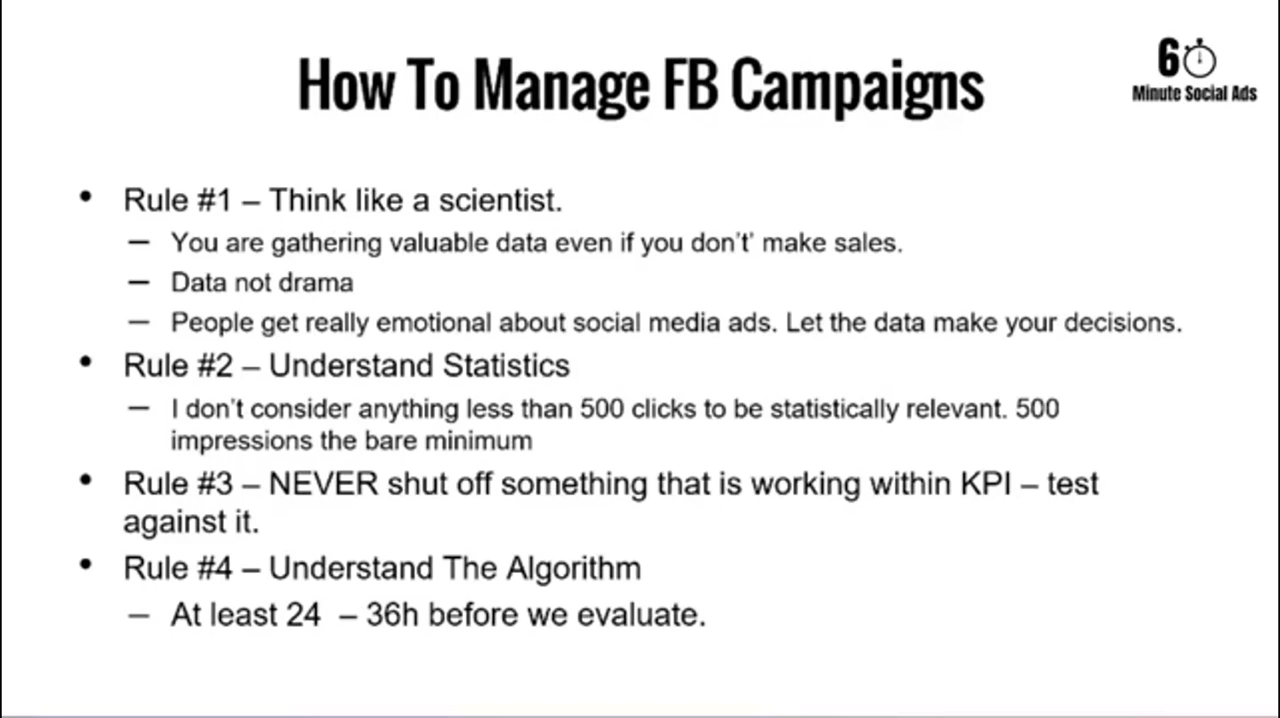 How To Manage FB Campaigns
60
Minute Social Ads
• Rule #1 – Think like a scientist.
– You are gathering valuable data even if you don’t’ make sales.
– Data not drama
– People get really emotional about social media ads. Let the data make your decisions.
• Rule #2 – Understand Statistics
– I don’t consider anything less than 500 clicks to be statistically relevant. 500
impressions the bare minimum
• Rule #3 – NEVER shut off something that is working within KPI – test
against it.
• Rule #4 – Understand The Algorithm
– At least 24 – 36h before we evaluate.